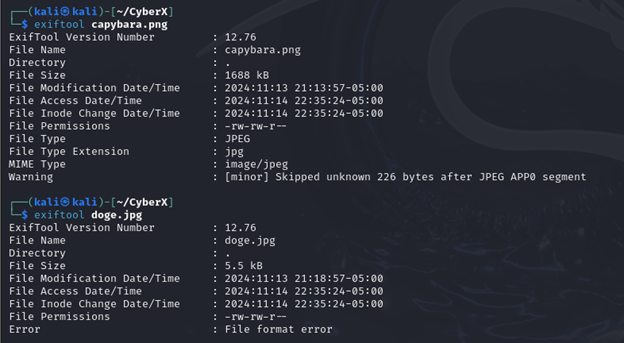 ┌──(kali㉿kali)-[~/CyberX]
└─$ exiftool capybara.png
ExifTool Version Number : 12.76
File Name : capybara.png
Directory : .
File Size : 1688 kB
File Modification Date/Time : 2024:11:13 21:13:57-05:00
File Access Date/Time : 2024:11:14 22:35:24-05:00
File Inode Change Date/Time : 2024:11:14 22:35:24-05:00
File Permissions : -rw-rw-r--
File Type : JPEG
File Type Extension : jpg
MIME Type : image/jpeg
Warning : [minor] Skipped unknown 226 bytes after JPEG APP0 segment
┌──(kali㉿kali)-[~/CyberX]
└─$ exiftool doge.jpg
ExifTool Version Number : 12.76
File Name : doge.jpg
Directory : .
File Size : 5.5 kB
File Modification Date/Time : 2024:11:13 21:18:57-05:00
File Access Date/Time : 2024:11:14 22:35:24-05:00
File Inode Change Date/Time : 2024:11:14 22:35:24-05:00
File Permissions : -rw-rw-r--
Error : File format error